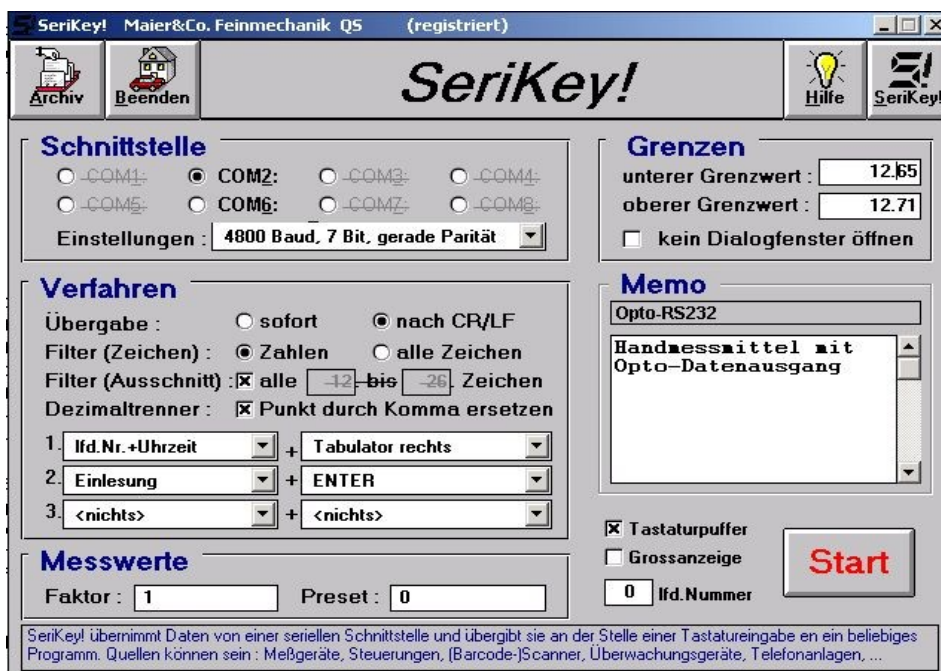 SeriKey! Maier&Co. Feinmechanik QS (registriert)
Archiv Beenden SeriKey! Hilfe SeriKey!
Schnittstelle
COM1: COM2: COM3: COM4:
COM5: COM6: COM7: COM8:
Einstellungen : 4800 Baud, 7 Bit, gerade Parität
Grenzen
unterer Grenzwert : 12.65
oberer Grenzwert : 12.71
kein Dialogfenster öffnen
Verfahren
Übergabe : sofort nach CR/LF
Filter (Zeichen) : Zahlen alle Zeichen
Filter (Ausschnitt) : alle 12 bis 26. Zeichen
Dezimaltrenner : Punkt durch Komma ersetzen
1. lfd.Nr.+Uhrzeit + Tabulator rechts
2. Einlesung + ENTER
3. <nichts> + <nichts>
Memo
Opto-RS232
Handmessmittel mit
Opto-Datenausgang
Messwerte
Faktor : 1 Preset : 0
Tastaturpuffer
Grossanzeige
0 lfd.Nummer
Start
SeriKey! übernimmt Daten von einer seriellen Schnittstelle und übergibt sie an der Stelle einer Tastatureingabe en ein beliebiges
Programm. Quellen können sein : Meßgeräte, Steuerungen, (Barcode-)Scanner, Überwachungsgeräte, Telefonanlagen, ...